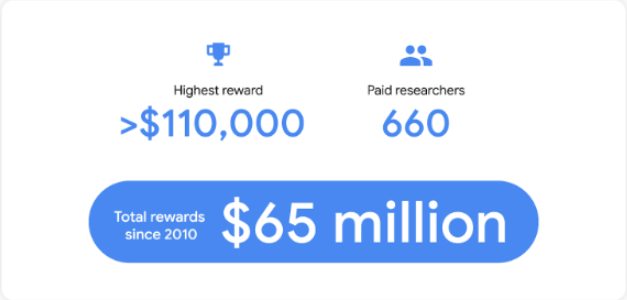 Highest reward
>$110,000
Paid researchers
660
Total rewards
since 2010
$65 million